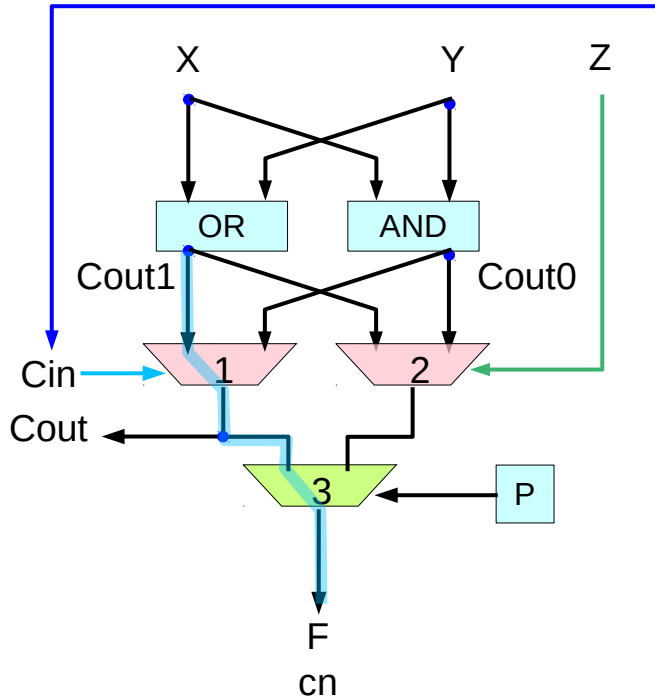 X Y Z
OR AND
Cout1 Cout0
Cin 1 2
Cout
3 P
F
cn